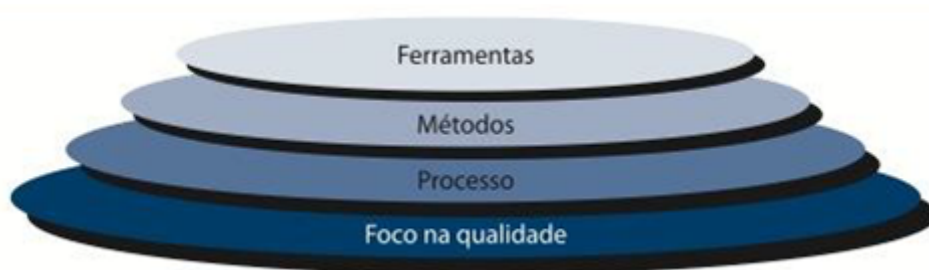 Ferramentas
Métodos
Processo
Foco na qualidade